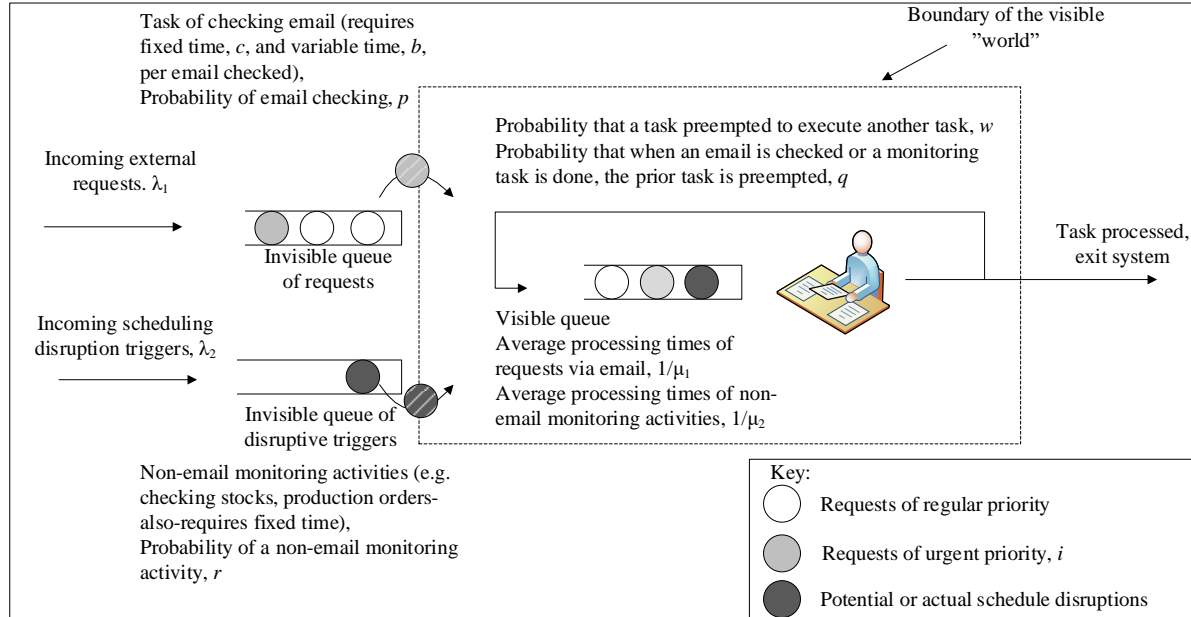 Task of checking email (requires
fixed time, c, and variable time, b,
per email checked),
Probability of email checking, p
Boundary of the visible
”world”
Probability that a task preempted to execute another task, w
Probability that when an email is checked or a monitoring
task is done, the prior task is preempted, q
Incoming external
requests. λ1
Invisible queue
of requests
Task processed,
exit system
Incoming scheduling
disruption triggers, λ2
Visible queue
Average processing times of
requests via email, 1/μ1
Average processing times of non-
email monitoring activities, 1/μ2
Invisible queue of
disruptive triggers
Non-email monitoring activities (e.g.
checking stocks, production orders-
also-requires fixed time),
Probability of a non-email monitoring
activity, r
Key:
Requests of regular priority
Requests of urgent priority, i
Potential or actual schedule disruptions